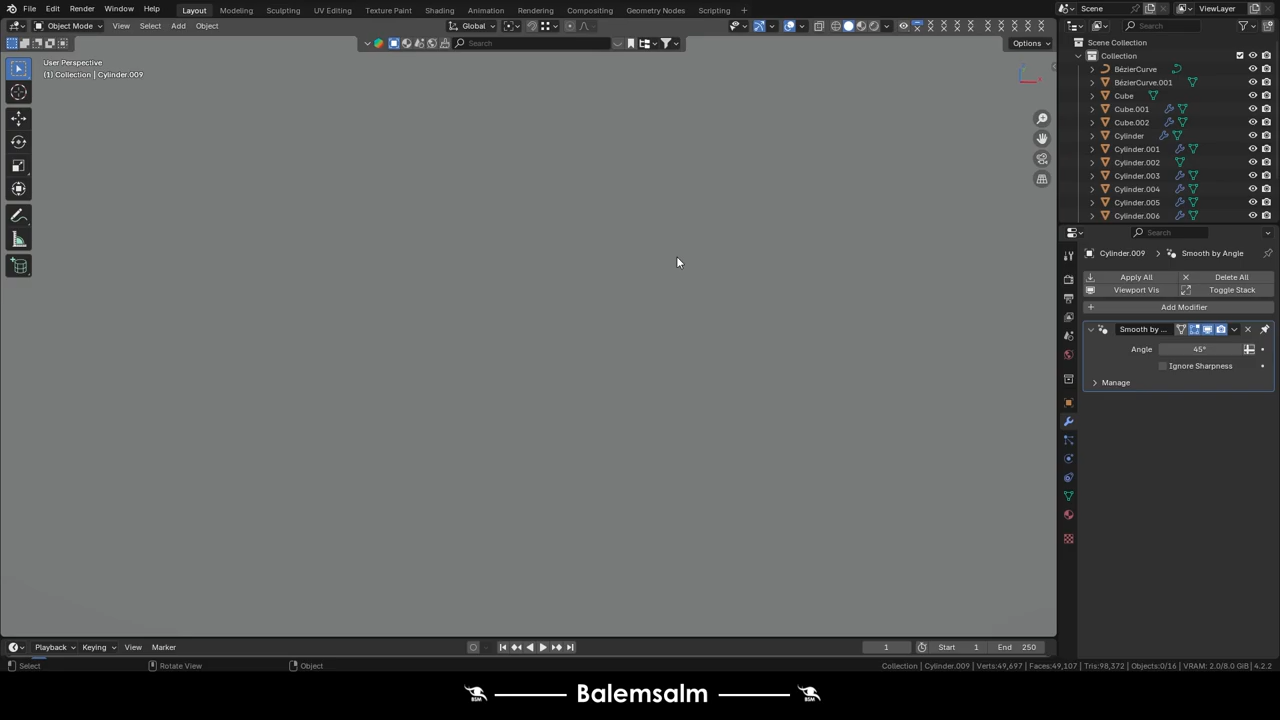 File Edit Render Window Help Layout Modeling Sculpting UV Editing Texture Paint Shading Animation Rendering Compositing Geometry Nodes Scripting + Scene ViewLayer
Object Mode View Select Add Object Global Search
Search Options
User Perspective
(1) Collection | Cylinder.009
Scene Collection
Collection
BézierCurve
BézierCurve.001
Cube
Cube.001
Cube.002
Cylinder
Cylinder.001
Cylinder.002
Cylinder.003
Cylinder.004
Cylinder.005
Cylinder.006
Search
Cylinder.009 > Smooth by Angle
Apply All Delete All
Viewport Vis Toggle Stack
Add Modifier
Smooth by ...
Angle 45°
Ignore Sharpness
Manage
Playback Keying View Marker 1 Start 1 End 250
Select Rotate View Object Collection | Cylinder.009 | Verts:49,697 | Faces:49,107 | Tris:98,372 | Objects:0/16 | VRAM: 2.0/8.0 GiB | 4.2.2
BSM Balemsalm BSM